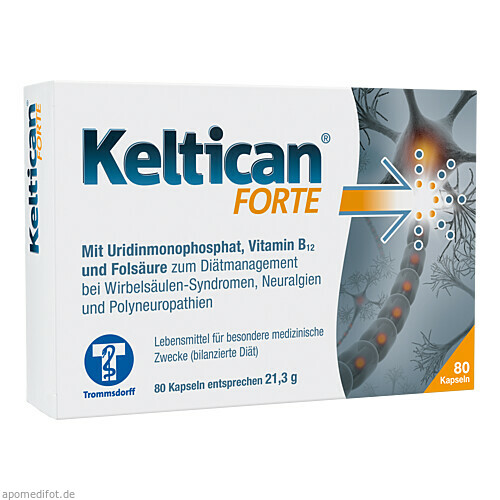 Keltican®
FORTE
Keltican
FORTE
Mit Uridinmonophosphat, Vitamin B12
und Folsäure zum Diätmanagement
bei Wirbelsäulen-Syndromen, Neuralgien
und Polyneuropathien
T
Trommsdorff
Lebensmittel für besondere medizinische
Zwecke (bilanzierte Diät)
80 Kapseln entsprechen 21,3 g
80
Kapseln
apomedifot.de